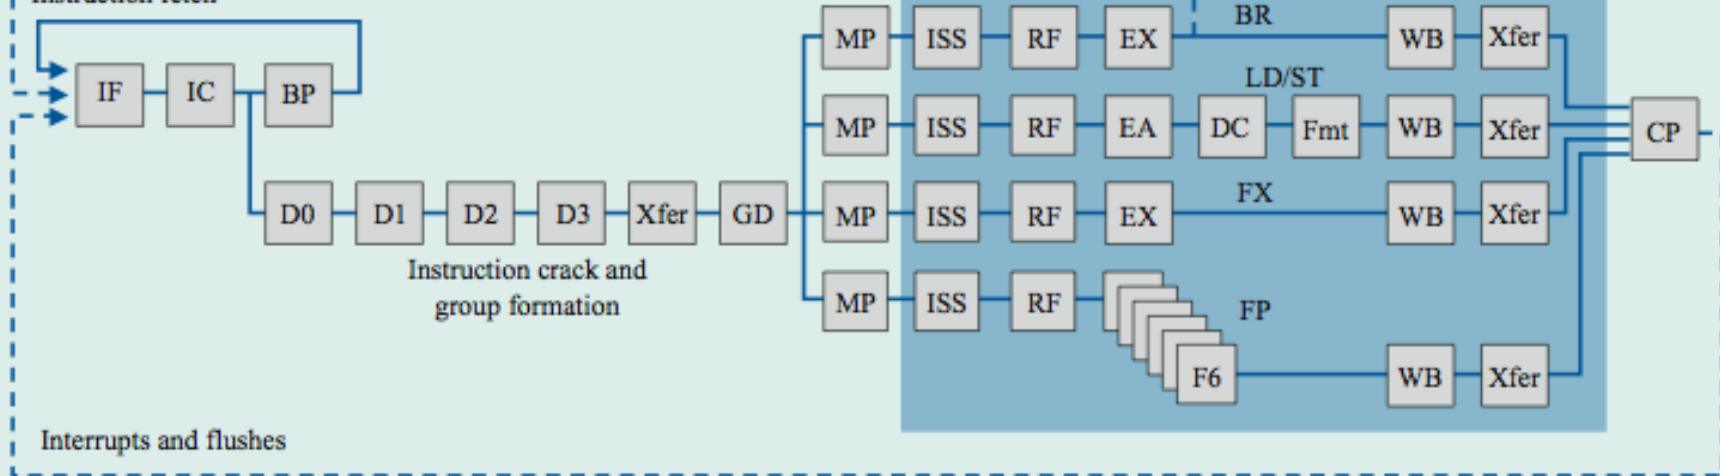 Instruction fetch
BR
MP ISS RF EX WB Xfer
IF IC BP
LD/ST
MP ISS RF EA DC Fmt WB Xfer
CP
FX
D0 D1 D2 D3 Xfer GD MP ISS RF EX WB Xfer
Instruction crack and
group formation
MP ISS RF
FP
F6 WB Xfer
Interrupts and flushes